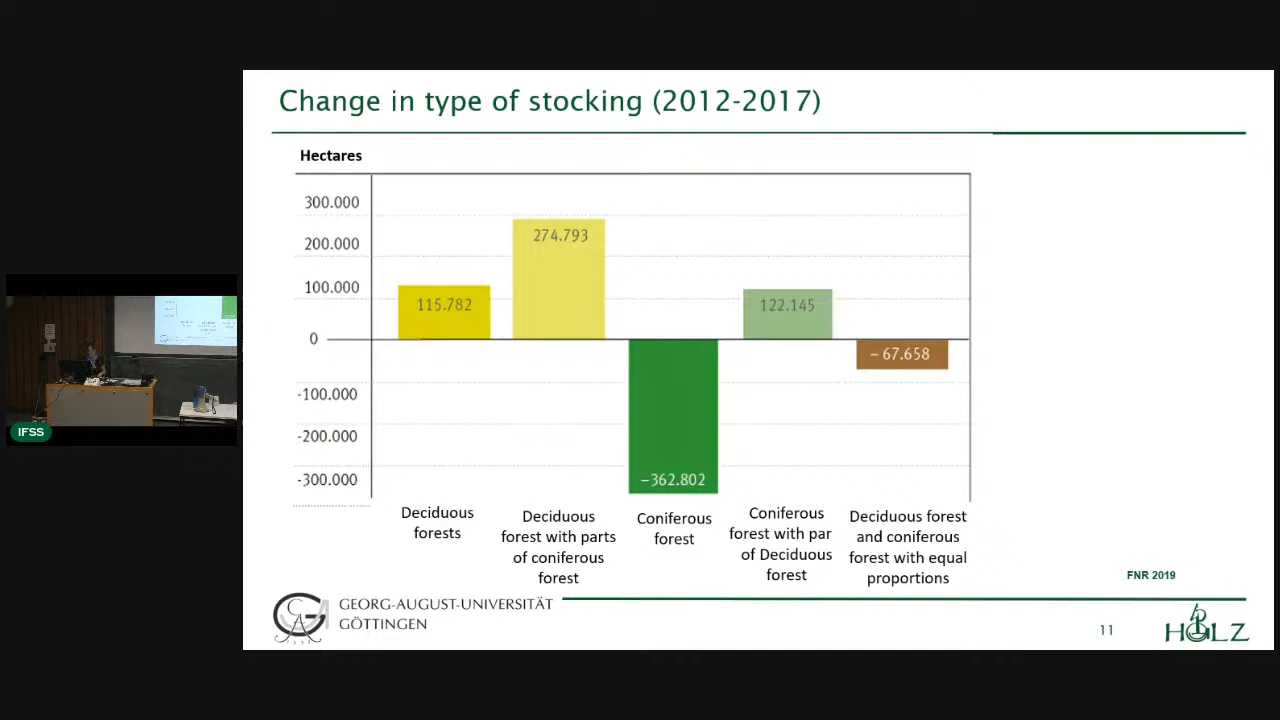 Change in type of stocking (2012-2017)
Hectares
300.000
200.000
100.000
0
-100.000
-200.000
-300.000
115.782
274.793
−362.802
122.145
− 67.658
Deciduous
forests
Deciduous
forest with parts
of coniferous
forest
Coniferous
forest
Coniferous
forest with par
of Deciduous
forest
Deciduous forest
and coniferous
forest with equal
proportions
FNR 2019
GEORG-AUGUST-UNIVERSITÄT
GÖTTINGEN
11
HOLZ
IFSS